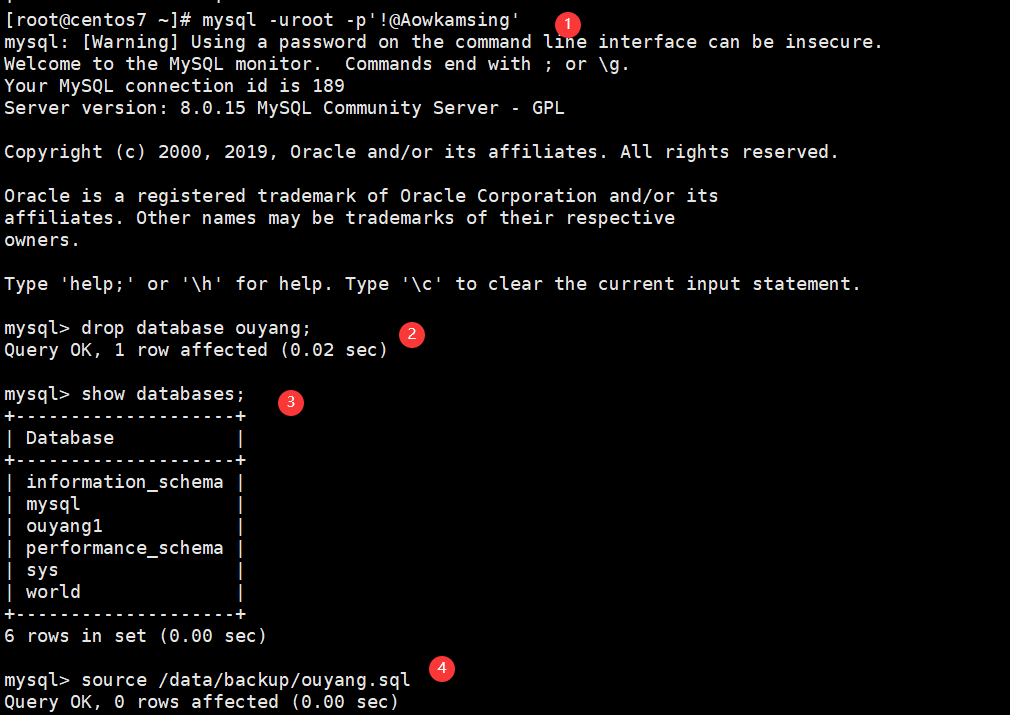 [root@centos7 ~]# mysql -uroot -p'!@Aowkamsing' 1
mysql: [Warning] Using a password on the command line interface can be insecure.
Welcome to the MySQL monitor.  Commands end with ; or \g.
Your MySQL connection id is 189
Server version: 8.0.15 MySQL Community Server - GPL
Copyright (c) 2000, 2019, Oracle and/or its affiliates. All rights reserved.
Oracle is a registered trademark of Oracle Corporation and/or its
affiliates. Other names may be trademarks of their respective
owners.
Type 'help;' or '\h' for help. Type '\c' to clear the current input statement.
mysql> drop database ouyang; 2
Query OK, 1 row affected (0.02 sec)
mysql> show databases; 3
+--------------------+
| Database           |
+--------------------+
| information_schema |
| mysql              |
| ouyang1            |
| performance_schema |
| sys                |
| world              |
+--------------------+
6 rows in set (0.00 sec)
mysql> source /data/backup/ouyang.sql 4
Query OK, 0 rows affected (0.00 sec)